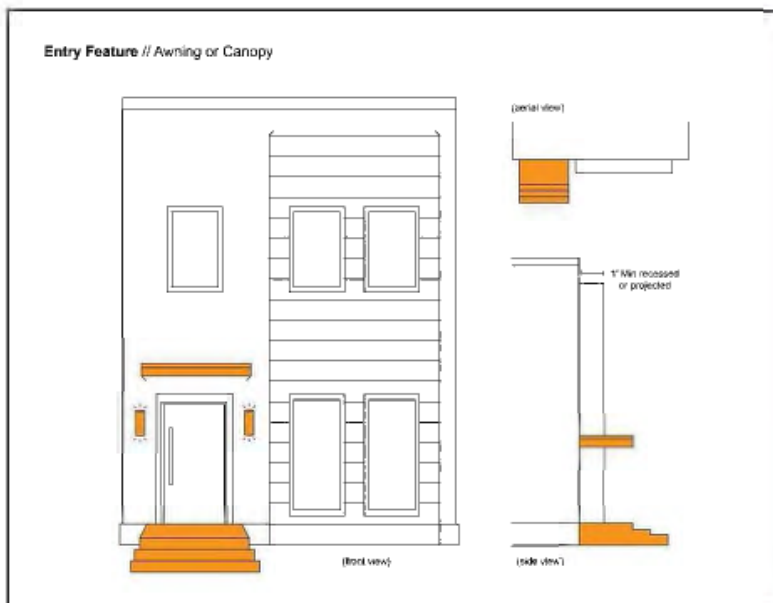 Entry Feature // Awning or Canopy
(aerial view)
1' Min recessed
or projected
(front view)
(side view)